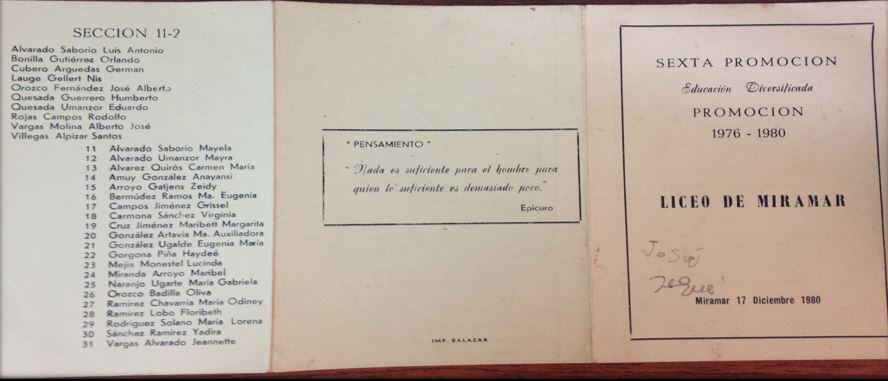 SECCION 11-2
Alvarado Saborío Luis Antonio
Bonilla Gutiérrez Orlando
Cubero Arguedas German
Lauge Gellert Nis
Orozco Fernández José Alberto
Quesada Guerrero Humberto
Quesada Umanzor Eduardo
Rojas Campos Rodolfo
Vargas Molina Alberto José
Villegas Alpizar Santos
11 Alvarado Saborío Mayela
12 Alvarado Umanzor Mayra
13 Alvarez Quirós Carmen María
14 Amuy González Anayansi
15 Arroyo Gatjens Zeidy
16 Bermúdez Ramos Ma. Eugenia
17 Campos Jiménez Grissel
18 Carmona Sánchez Virginia
19 Cruz Jiménez Maribett Margarita
20 González Artavia Ma. Auxiliadora
21 González Ugalde Eugenia María
22 Gorgona Piña Haydeé
23 Mejía Monestel Lucinda
24 Miranda Arroyo Maribel
25 Naranjo Ugarte María Gabriela
26 Orozco Badilla Oliva
27 Ramírez Chavarría María Odiney
28 Ramírez Lobo Floribeth
29 Rodríguez Solano María Lorena
30 Sánchez Ramírez Yadira
31 Vargas Alvarado Jeannette
" PENSAMIENTO "
" Nada es suficiente para el hombre para
quien lo suficiente es demasiado poco."
Epicuro
IMP. SALAZAR
SEXTA PROMOCION
Educación Diversificada
PROMOCION
1976 - 1980
LICEO DE MIRAMAR
Miramar 17 Diciembre 1980